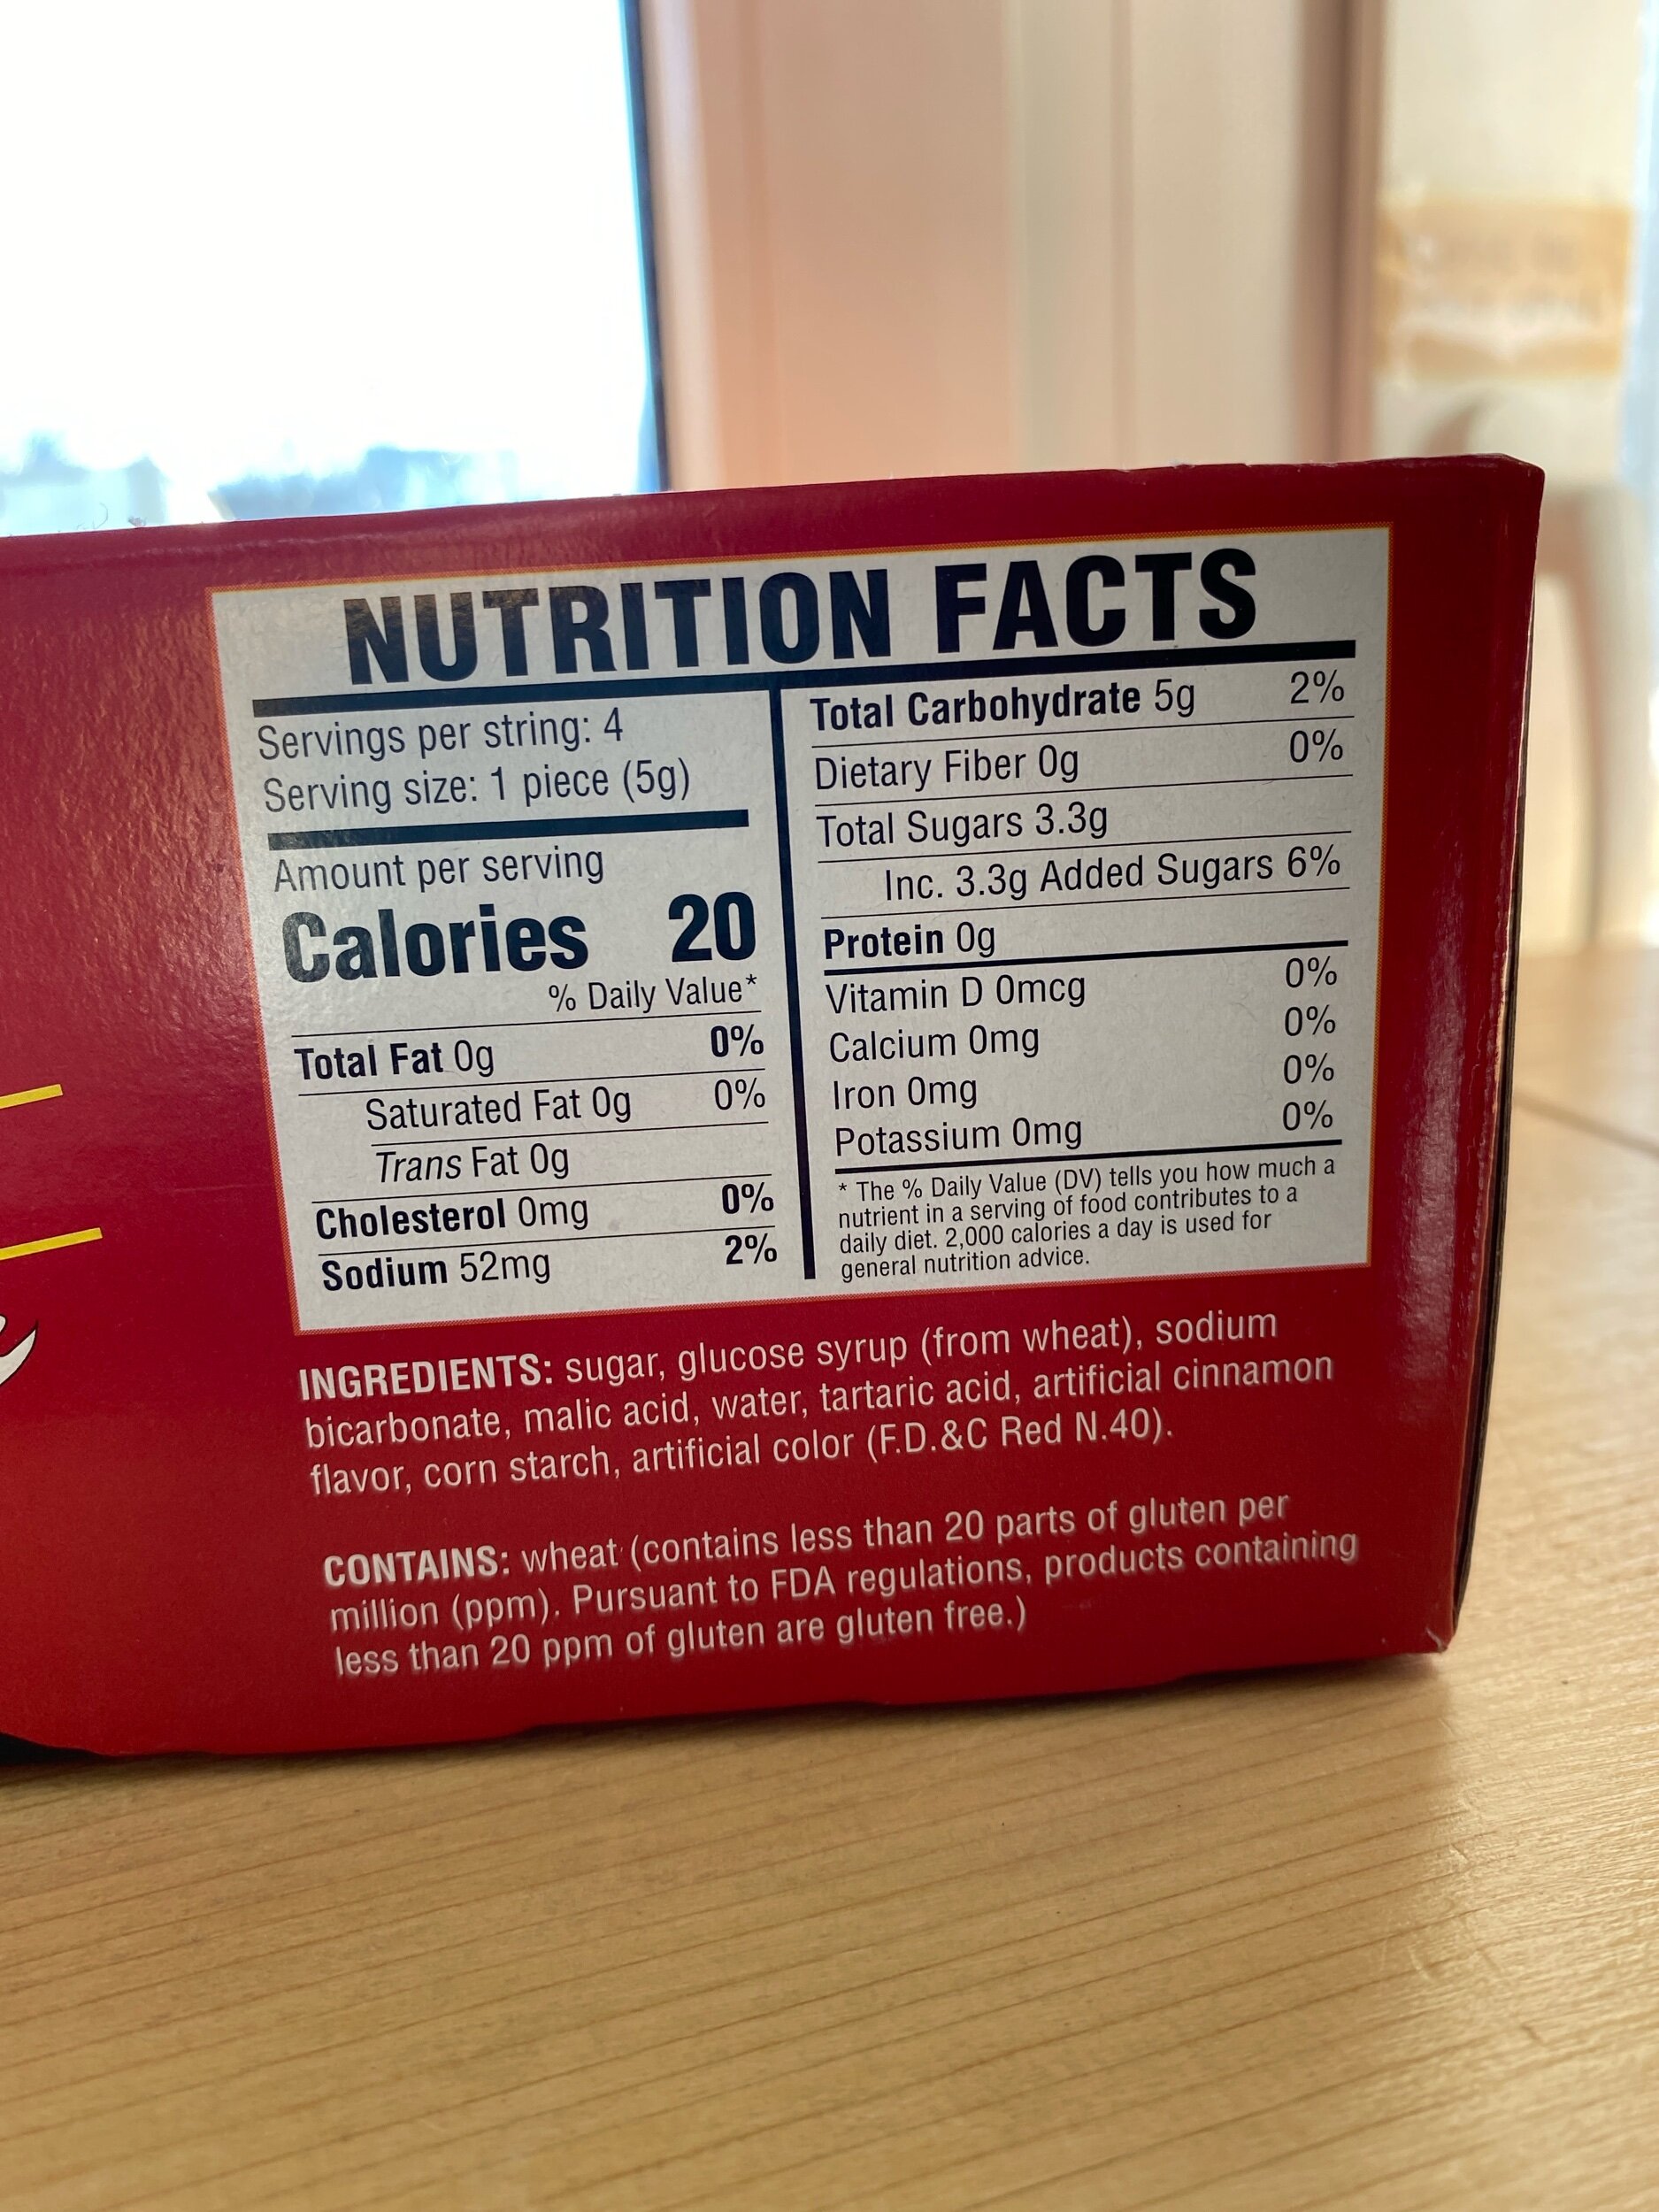 NUTRITION FACTS
Servings per string: 4
Serving size: 1 piece (5g)
Amount per serving
Calories 20
% Daily Value*
Total Fat 0g 0%
Saturated Fat 0g 0%
Trans Fat 0g
Cholesterol 0mg 0%
Sodium 52mg 2%
Total Carbohydrate 5g 2%
Dietary Fiber 0g 0%
Total Sugars 3.3g
Inc. 3.3g Added Sugars 6%
Protein 0g
Vitamin D 0mcg 0%
Calcium 0mg 0%
Iron 0mg 0%
Potassium 0mg 0%
* The % Daily Value (DV) tells you how much a
nutrient in a serving of food contributes to a
daily diet. 2,000 calories a day is used for
general nutrition advice.
INGREDIENTS: sugar, glucose syrup (from wheat), sodium
bicarbonate, malic acid, water, tartaric acid, artificial cinnamon
flavor, corn starch, artificial color (F.D.&C Red N.40).
CONTAINS: wheat (contains less than 20 parts of gluten per
million (ppm). Pursuant to FDA regulations, products containing
less than 20 ppm of gluten are gluten free.)